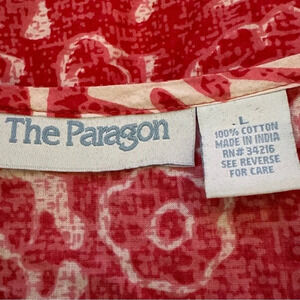 The Paragon
L
100% COTTON
MADE IN INDIA
RN# 34216
SEE REVERSE
FOR CARE